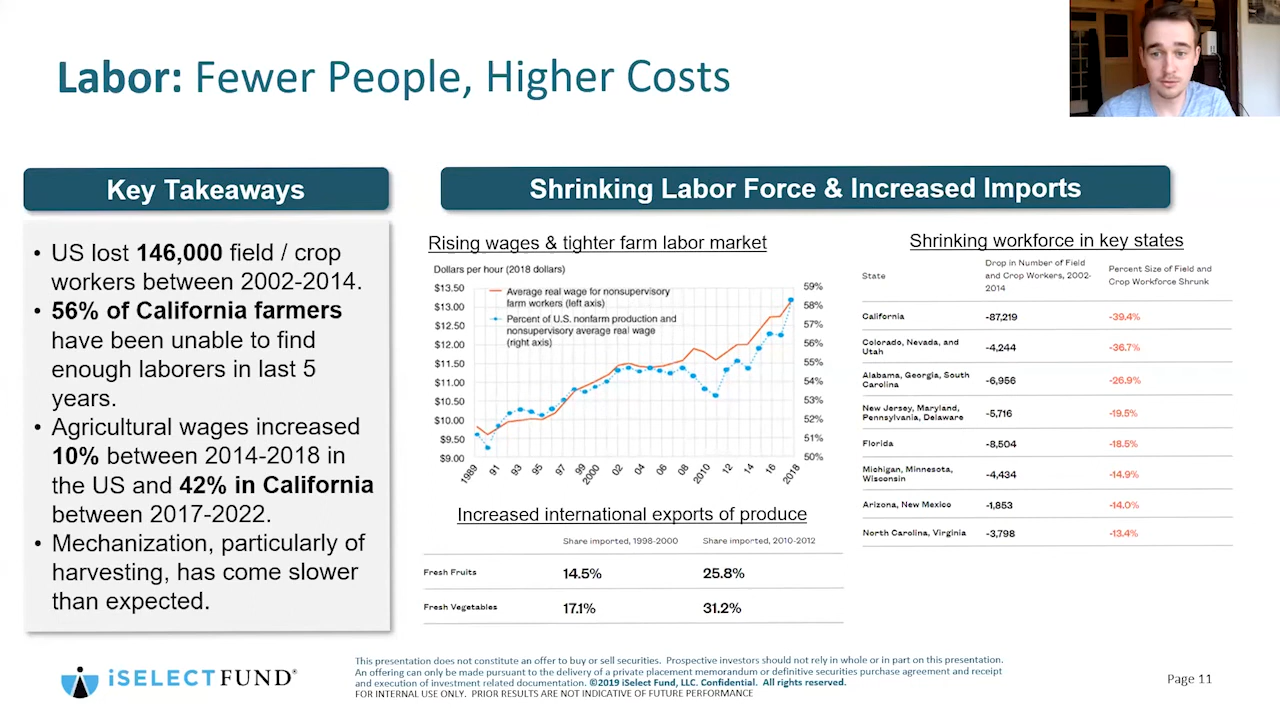 Labor: Fewer People, Higher Costs
Key Takeaways
• US lost 146,000 field / crop
workers between 2002-2014.
• 56% of California farmers
have been unable to find
enough laborers in last 5
years.
• Agricultural wages increased
10% between 2014-2018 in
the US and 42% in California
between 2017-2022.
• Mechanization, particularly of
harvesting, has come slower
than expected.
Shrinking Labor Force & Increased Imports
Rising wages & tighter farm labor market
Dollars per hour (2018 dollars)
Average real wage for nonsupervisory
farm workers (left axis)
Percent of U.S. nonfarm production and
nonsupervisory average real wage
(right axis)
$13.50
$13.00
$12.50
$12.00
$11.50
$11.00
$10.50
$10.00
$9.50
$9.00
59%
58%
57%
56%
55%
54%
53%
52%
51%
50%
1989 91 93 95 97 99 2000 02 04 06 08 2010 12 14 16 2018
Increased international exports of produce
Share imported, 1998-2000 Share imported, 2010-2012
Fresh Fruits 14.5% 25.8%
Fresh Vegetables 17.1% 31.2%
Shrinking workforce in key states
State
Drop in Number of Field
and Crop Workers, 2002-
2014
Percent Size of Field and
Crop Workforce Shrunk
California -87,219 -39.4%
Colorado, Nevada, and
Utah
-4,244 -36.7%
Alabama, Georgia, South
Carolina
-6,956 -26.9%
New Jersey, Maryland,
Pennsylvania, Delaware
-5,716 -19.5%
Florida -8,504 -18.5%
Michigan, Minnesota,
Wisconsin
-4,434 -14.9%
Arizona, New Mexico -1,853 -14.0%
North Carolina, Virginia -3,798 -13.4%
iSELECTFUND®
This presentation does not constitute an offer to buy or sell securities. Prospective investors should not rely in whole or in part on this presentation.
An offering can only be made pursuant to the delivery of a private placement memorandum or definitive securities purchase agreement and receipt
and execution of investment related documentation. ©2019 iSelect Fund, LLC. Confidential. All rights reserved.
FOR INTERNAL USE ONLY. PRIOR RESULTS ARE NOT INDICATIVE OF FUTURE PERFORMANCE
Page 11